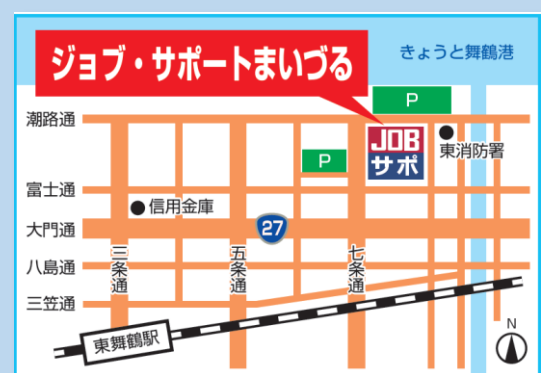 ジョブ・サポートまいづる
きょうと舞鶴港
P
潮路通
JOB
サポ
東消防署
P
富士通
信用金庫
大門通
27
八島通
三条通
五条通
七条通
三笠通
東舞鶴駅
N